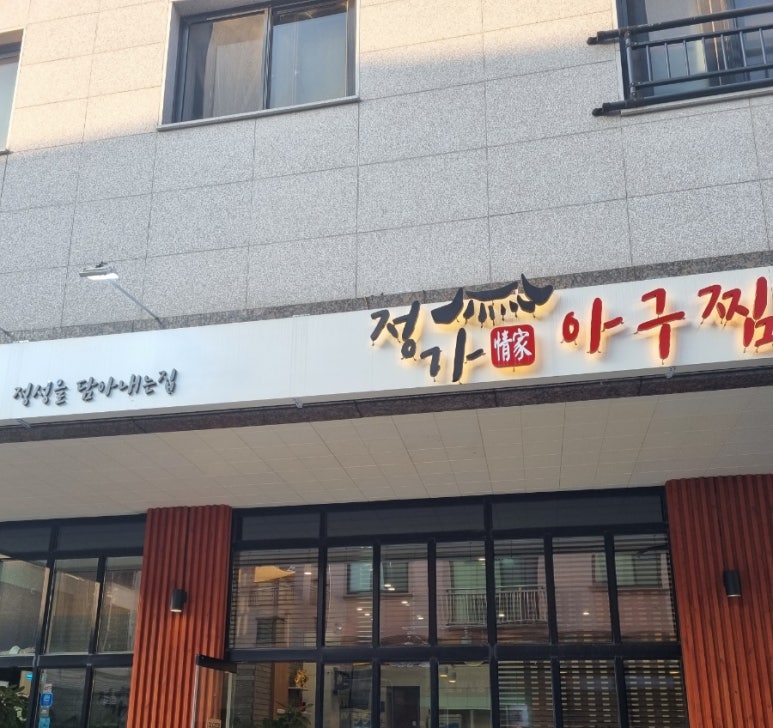 정성을 담아내는집
정가 情家 아구찜